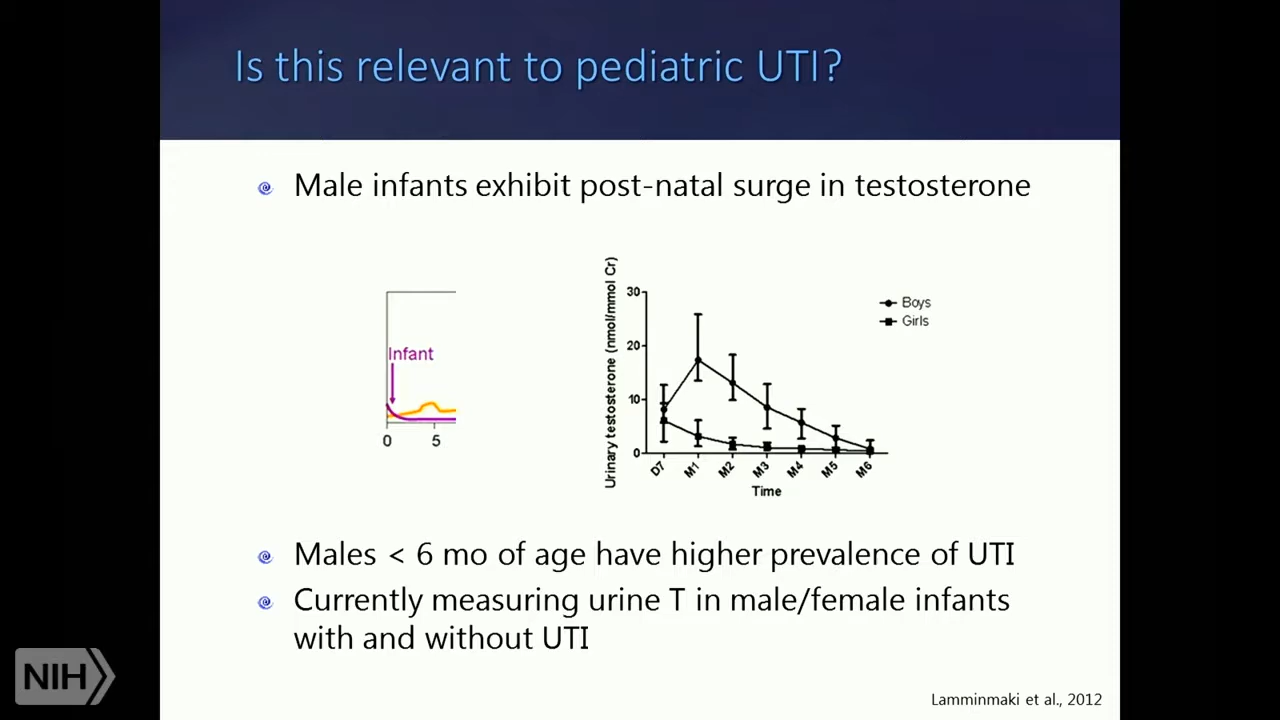 Is this relevant to pediatric UTI?
Male infants exhibit post-natal surge in testosterone
Infant
0 5
Urinary testosterone (nmol/mmol Cr)
30
20
10
0
D7 M1 M2 M3 M4 M5 M6
Time
Boys
Girls
Males < 6 mo of age have higher prevalence of UTI
Currently measuring urine T in male/female infants
with and without UTI
NIH
Lamminmaki et al., 2012